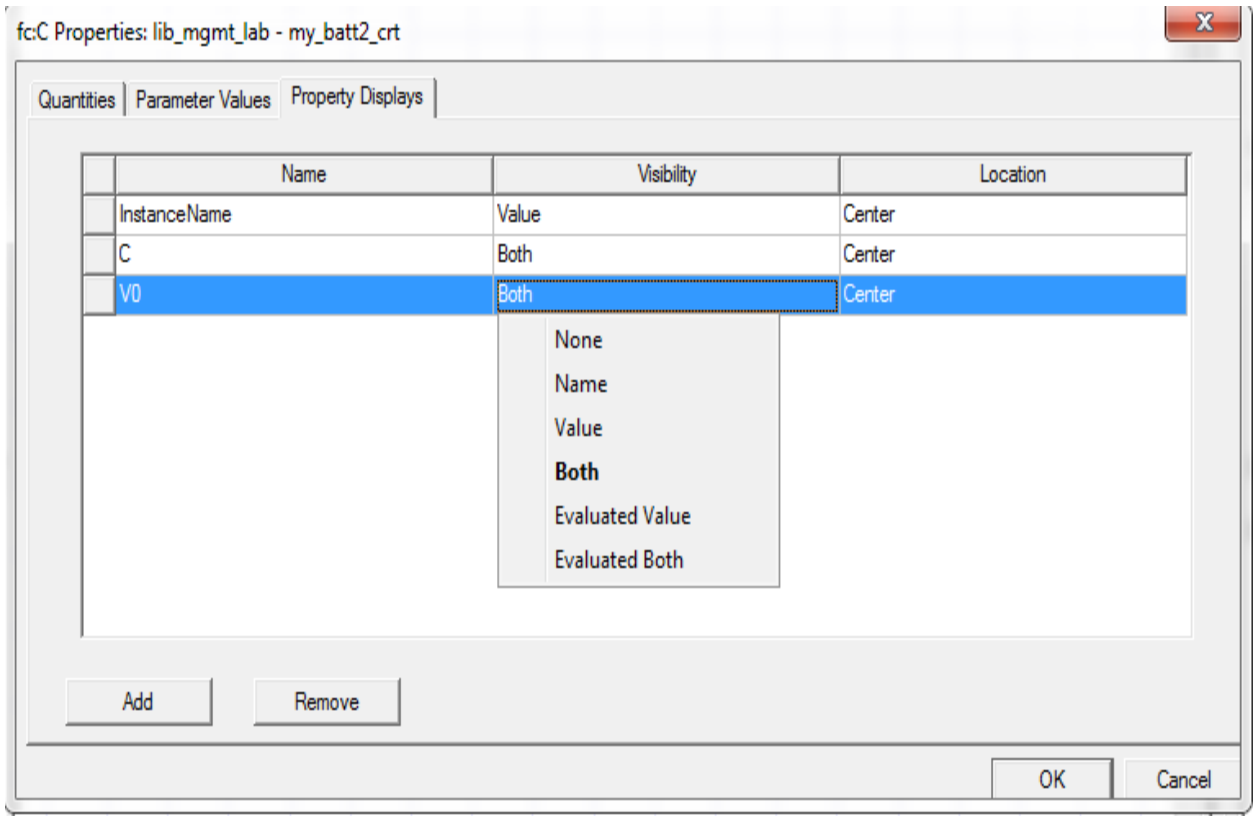 fc:C Properties: lib_mgmt_lab - my_batt2_crt
X
Quantities Parameter Values Property Displays
Name Visibility Location
InstanceName Value Center
C Both Center
V0 Both Center
None
Name
Value
Both
Evaluated Value
Evaluated Both
Add Remove
OK Cancel